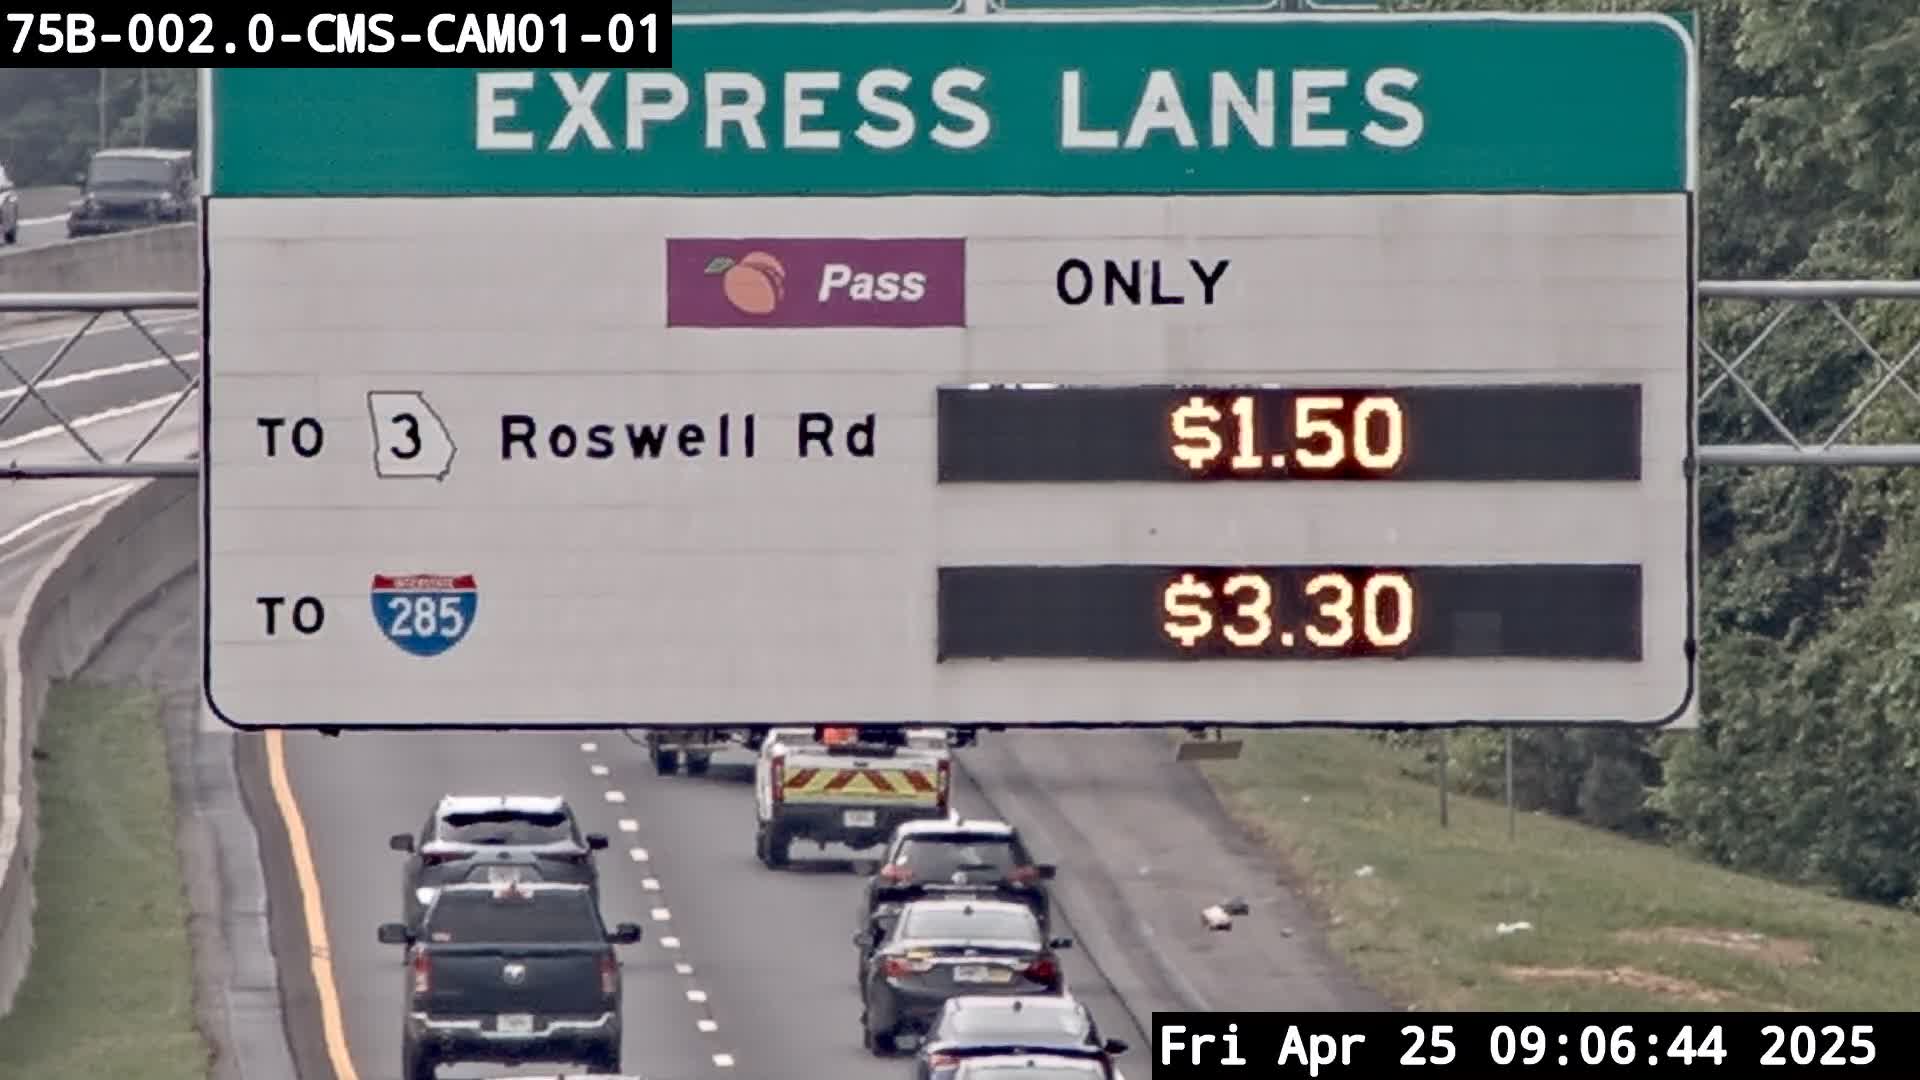 75B-002.0-CMS-CAM01-01
EXPRESS LANES
Pass ONLY
TO 3 Roswell Rd $1.50
TO INTERSTATE 285 $3.30
Fri Apr 25 09:06:44 2025